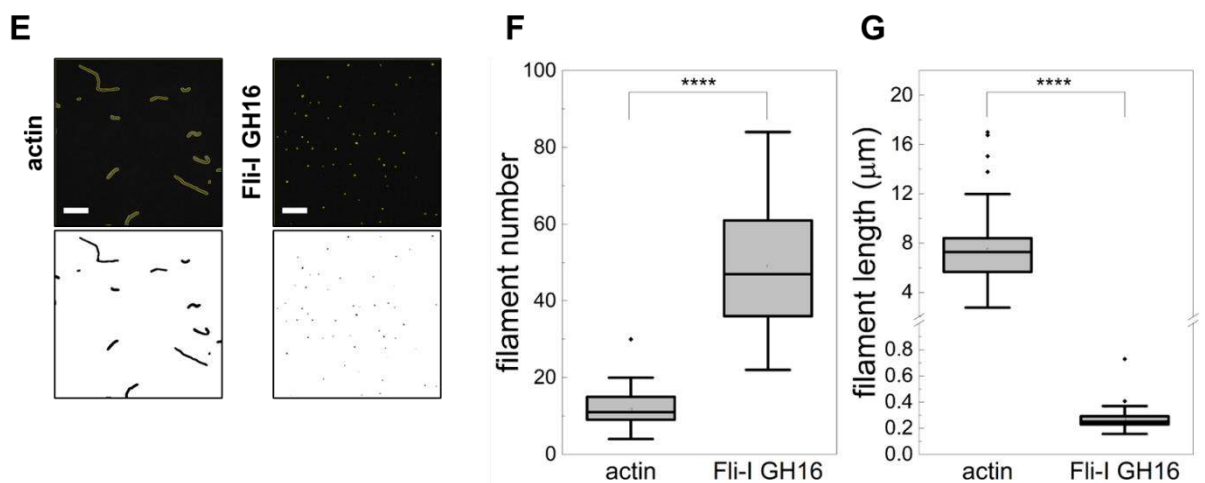 E
actin
Fli-I GH16
F
filament number
100
80
60
40
20
0
****
actin
Fli-I GH16
G
filament length (μm)
20
16
12
8
4
0.8
0.6
0.4
0.2
0.0
****
actin
Fli-I GH16